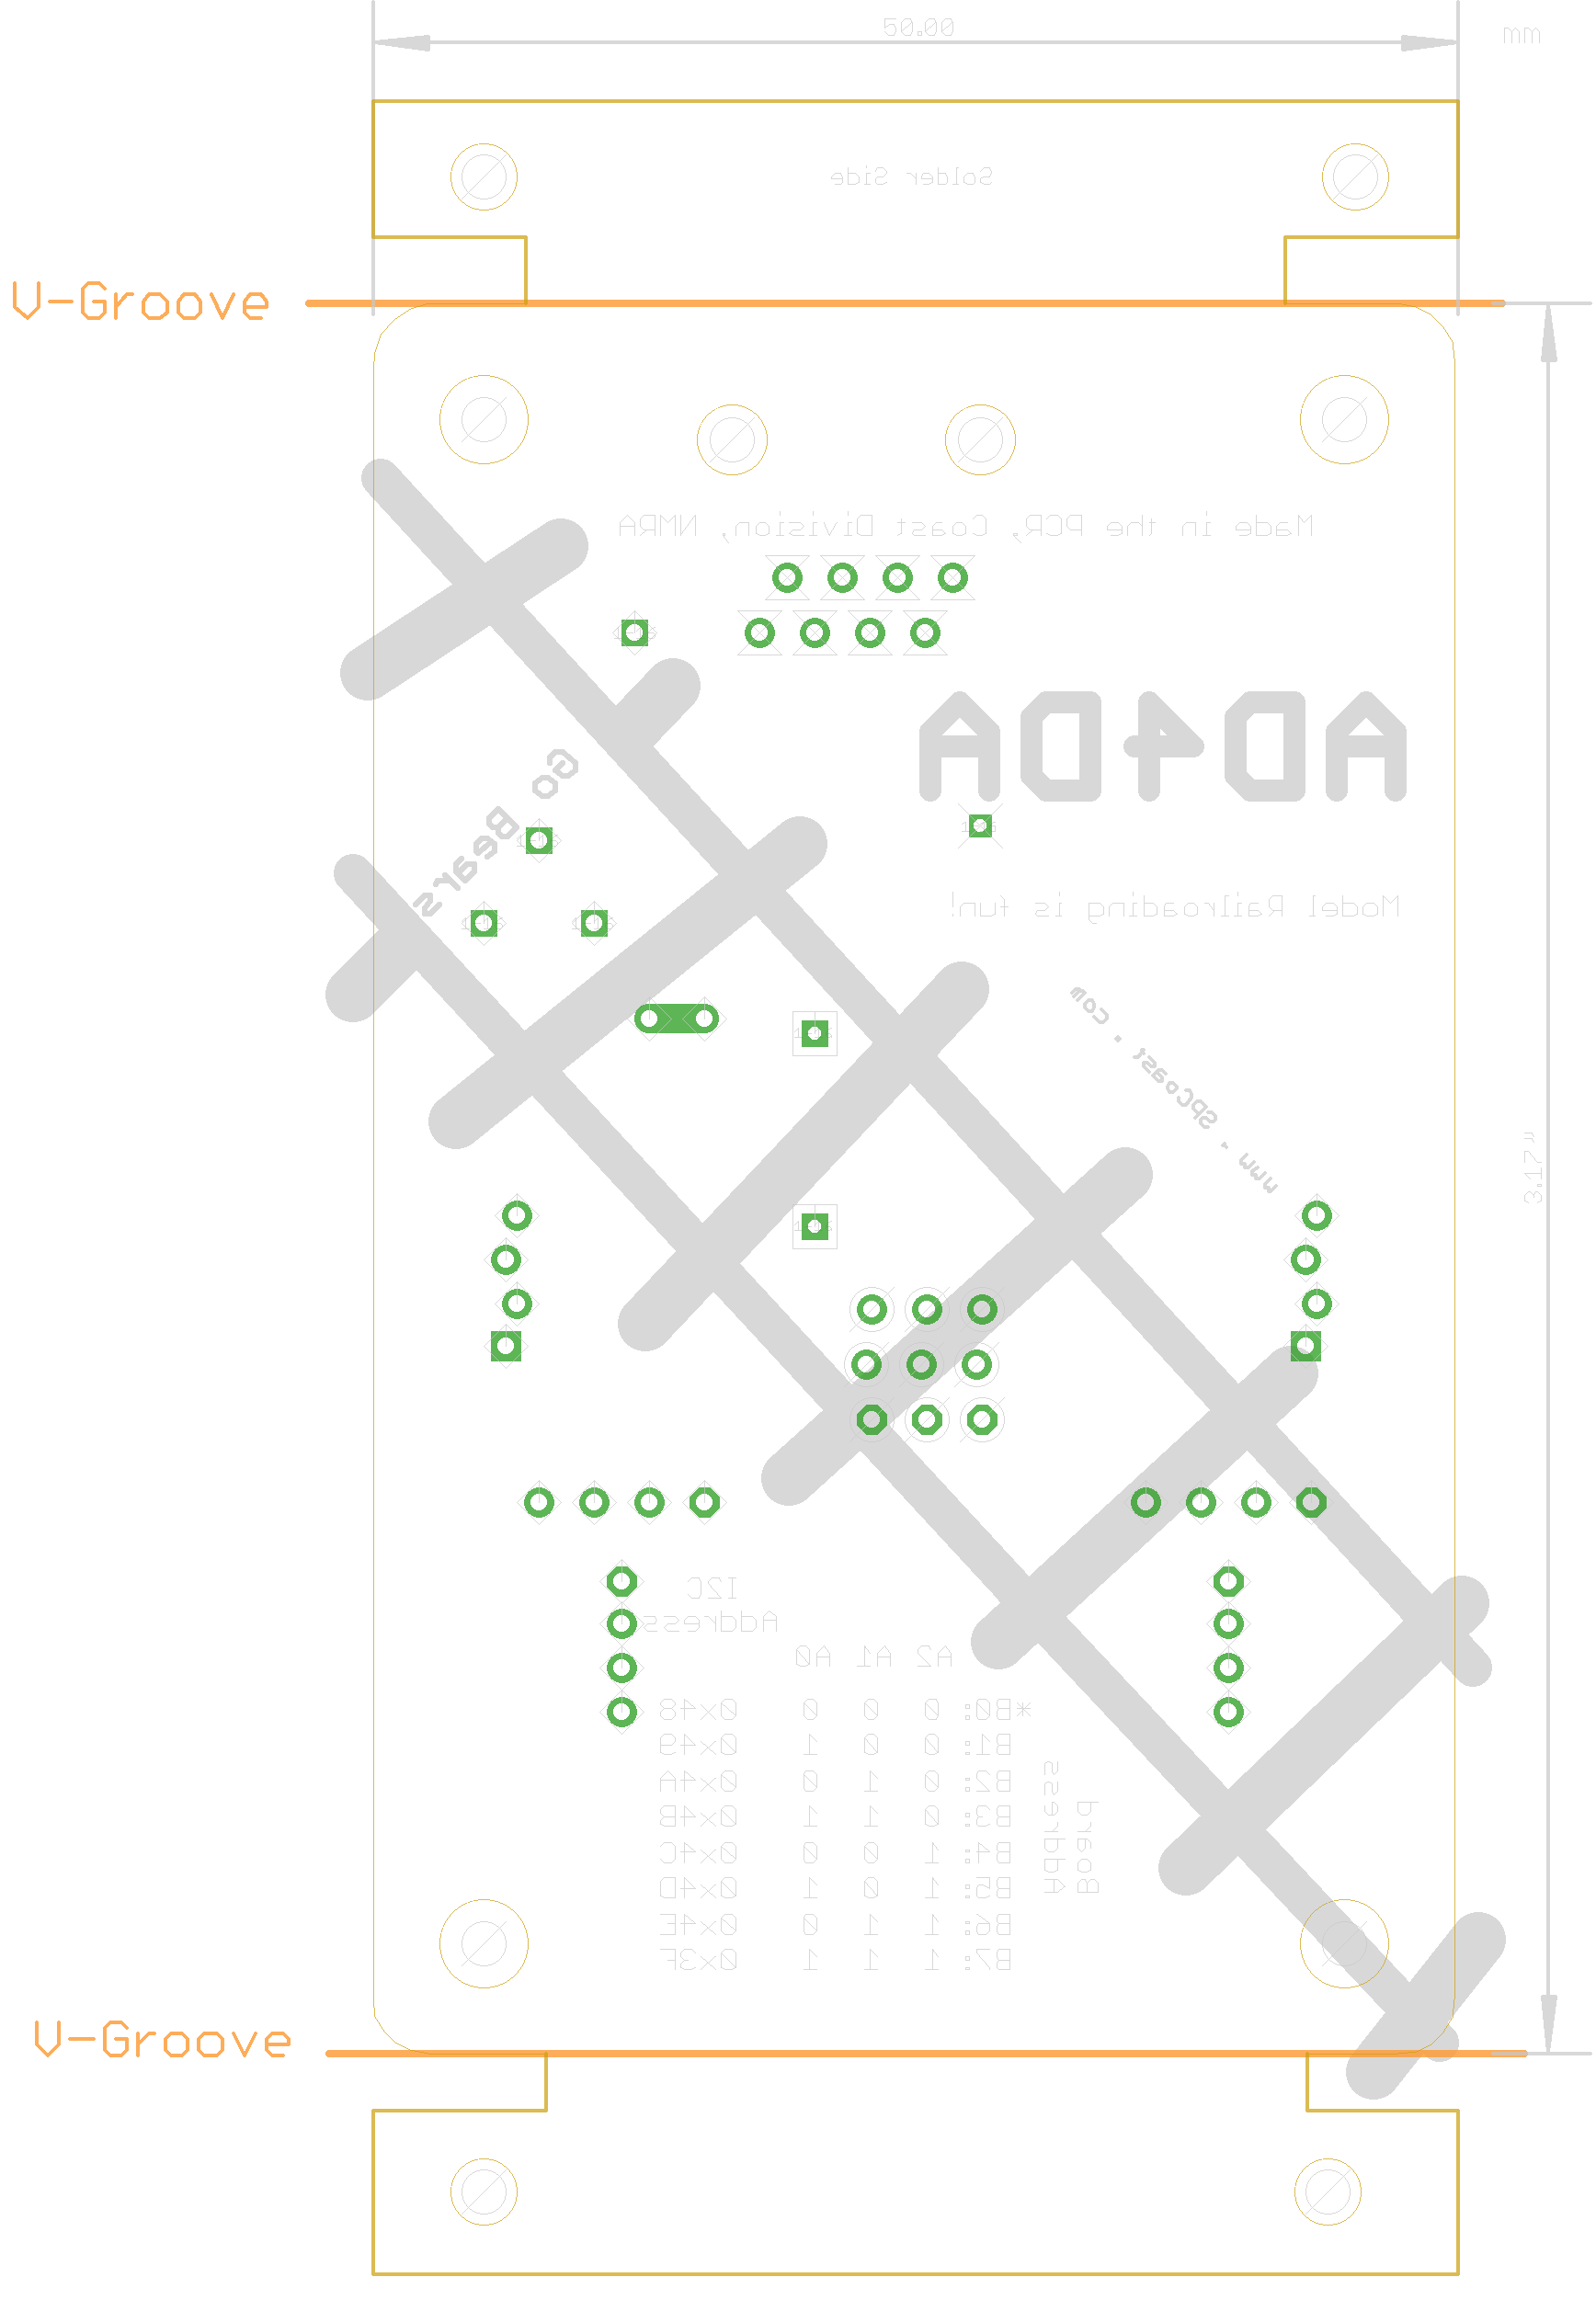 50.00
mm
Solder Side
V-Groove
Made in the PCR, Coast Division, NMRA
AD4DA
Go Bears
Model Railroading is fun!
www . SPCoast . com
I2C
Address
A2 A1 A0
*B0: 0 0 0 0x48
B1: 0 0 1 0x49
B2: 0 1 0 0x4A
B3: 0 1 1 0x4B
B4: 1 0 0 0x4C
B5: 1 0 1 0x4D
B6: 1 1 0 0x4E
B7: 1 1 1 0x3F
Board
Address
V-Groove